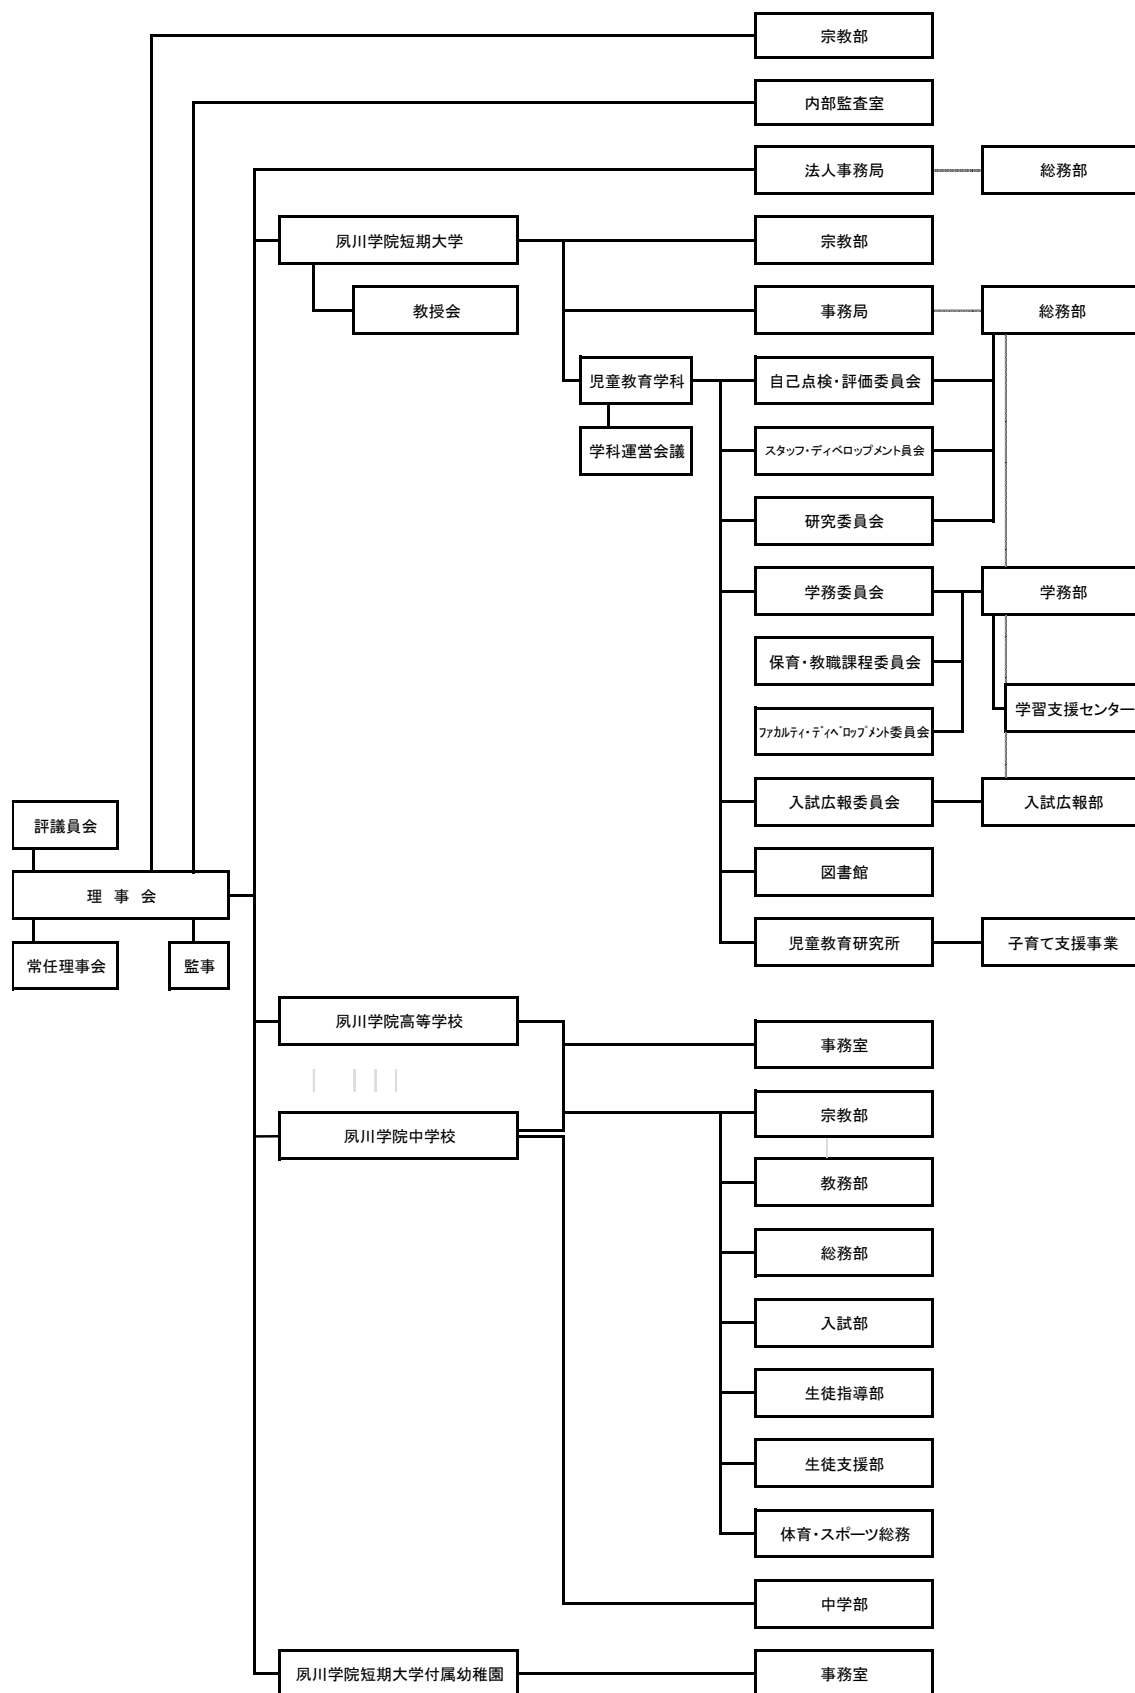 宗教部
内部監査室
法人事務局
総務部
夙川学院短期大学
宗教部
教授会
事務局
総務部
児童教育学科
自己点検・評価委員会
学科運営会議
スタッフ・ディベロップメント員会
研究委員会
学務委員会
学務部
保育・教職課程委員会
学習支援センター
ファカルティ・ディベロップメント委員会
入試広報委員会
入試広報部
評議員会
図書館
理 事 会
児童教育研究所
子育て支援事業
常任理事会
監事
夙川学院高等学校
事務室
宗教部
夙川学院中学校
教務部
総務部
入試部
生徒指導部
生徒支援部
体育・スポーツ総務
中学部
夙川学院短期大学付属幼稚園
事務室